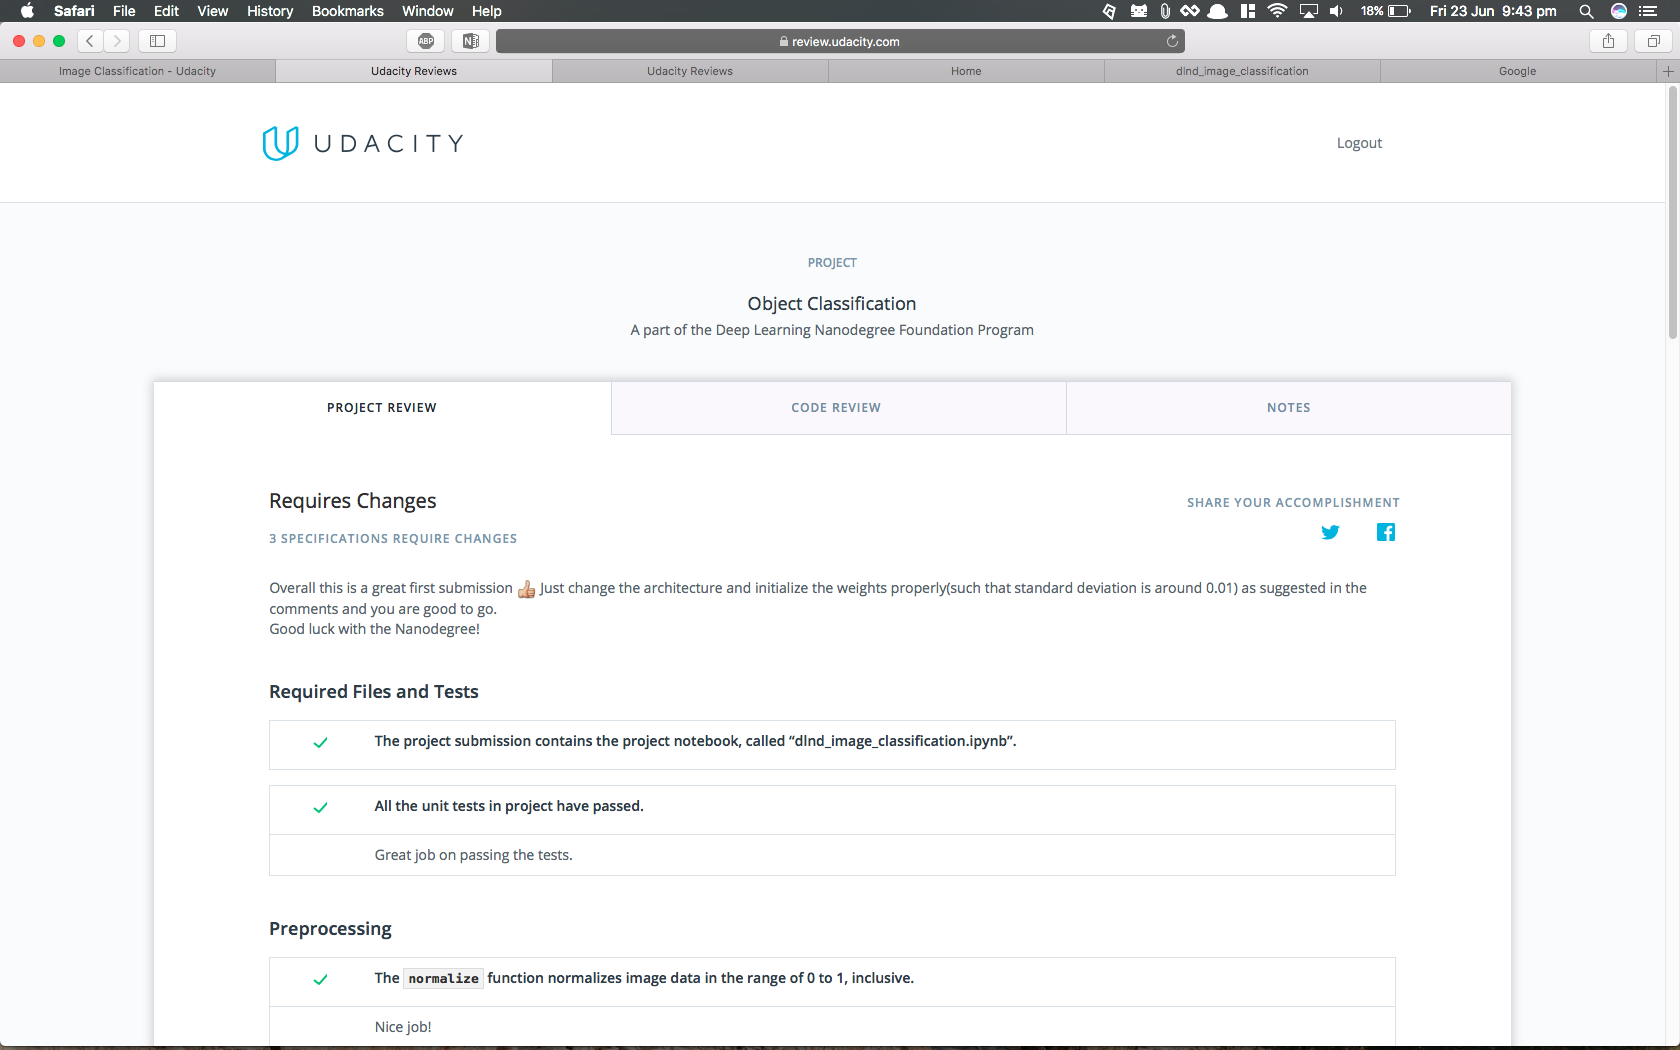 Safari File Edit View History Bookmarks Window Help 18% Fri 23 Jun 9:43 pm
ABP N review.udacity.com
Image Classification - Udacity Udacity Reviews Udacity Reviews Home dlnd_image_classification Google
UDACITY Logout
PROJECT
Object Classification
A part of the Deep Learning Nanodegree Foundation Program
PROJECT REVIEW CODE REVIEW NOTES
Requires Changes
SHARE YOUR ACCOMPLISHMENT
3 SPECIFICATIONS REQUIRE CHANGES
Overall this is a great first submission 👍 Just change the architecture and initialize the weights properly(such that standard deviation is around 0.01) as suggested in the
comments and you are good to go.
Good luck with the Nanodegree!
Required Files and Tests
The project submission contains the project notebook, called “dlnd_image_classification.ipynb”.
All the unit tests in project have passed.
Great job on passing the tests.
Preprocessing
The normalize function normalizes image data in the range of 0 to 1, inclusive.
Nice job!